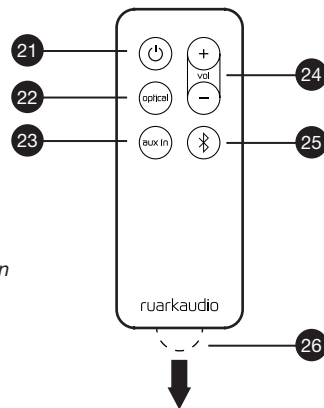 21
22
23
optical
aux in
+
vol
−
24
25
n
ruarkaudio
26